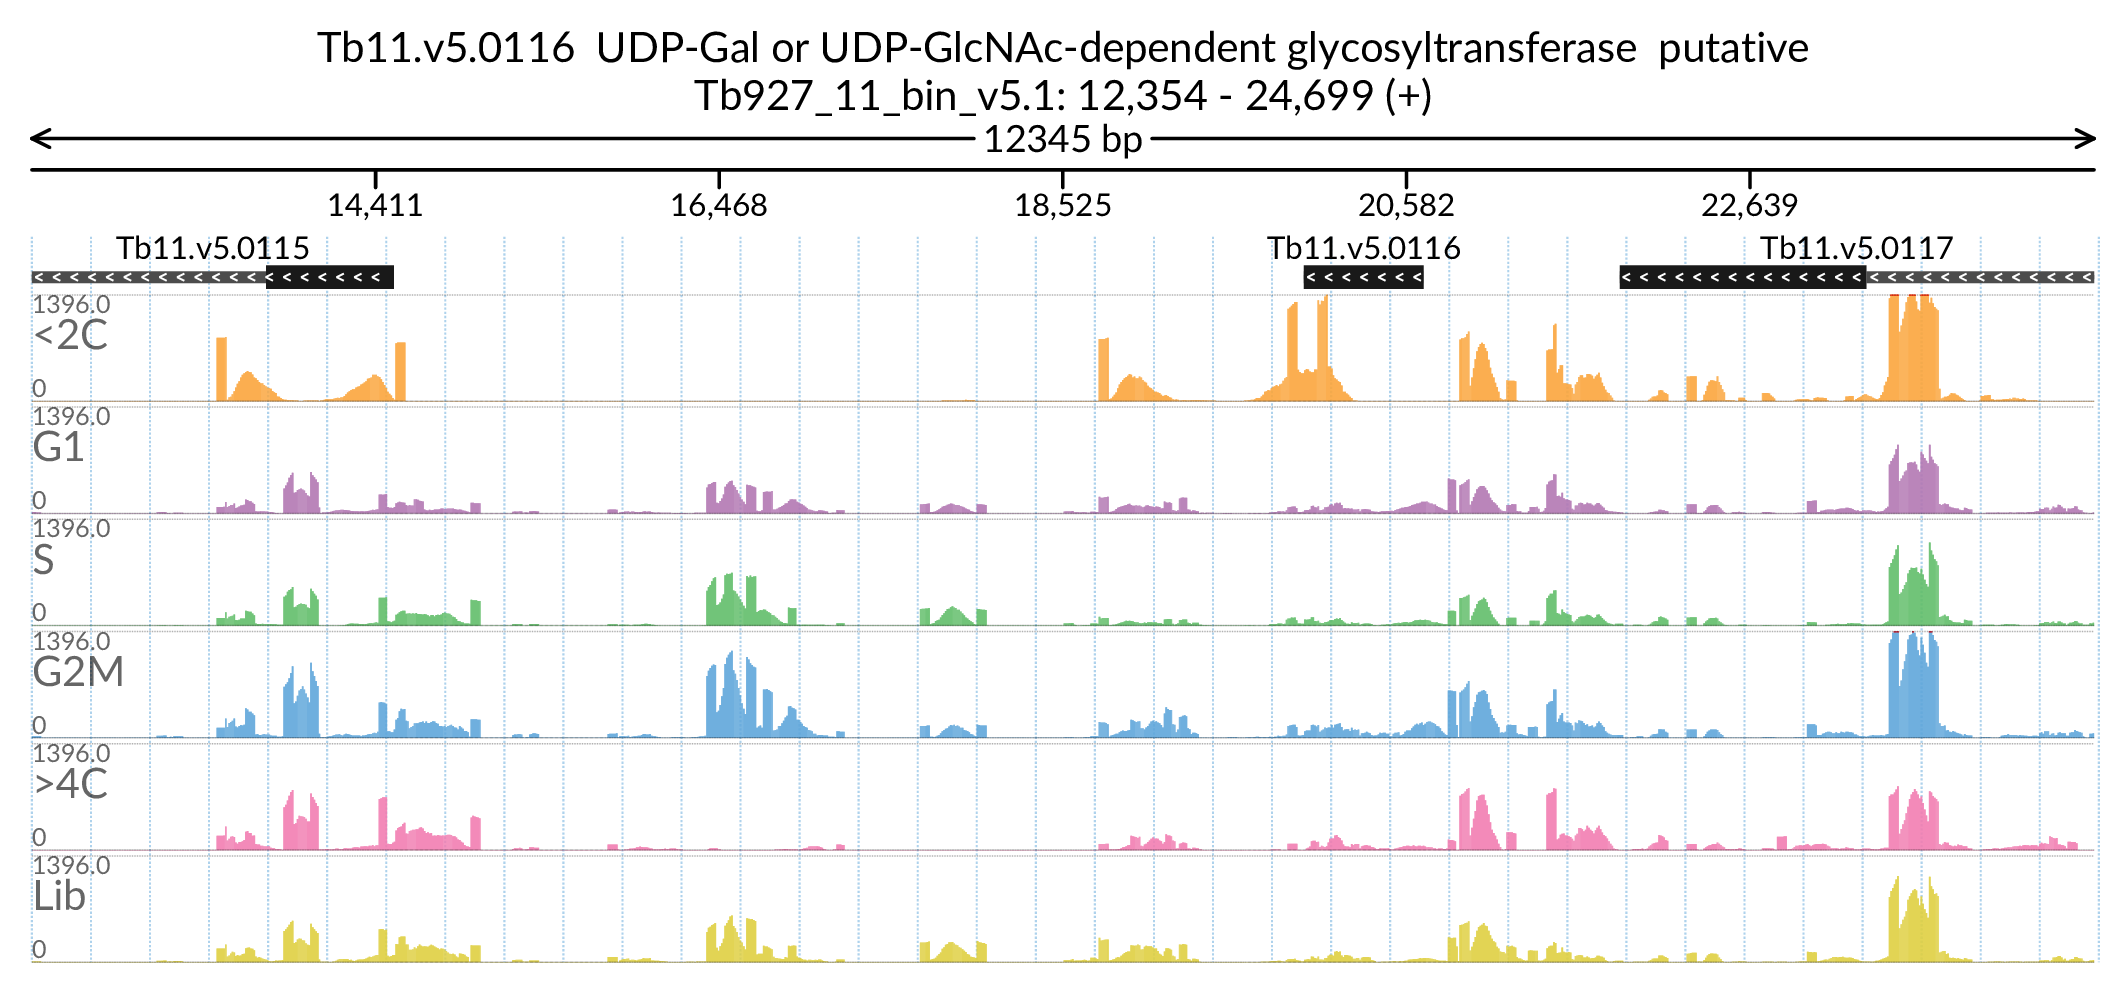 Tb11.v5.0116 UDP-Gal or UDP-GlcNAc-dependent glycosyltransferase putative
Tb927_11_bin_v5.1: 12,354 - 24,699 (+)
12345 bp
14,411 16,468 18,525 20,582 22,639
Tb11.v5.0115 Tb11.v5.0116 Tb11.v5.0117
1396.0
<2C
0
1396.0
G1
0
1396.0
S
0
1396.0
G2M
0
1396.0
>4C
0
1396.0
Lib
0